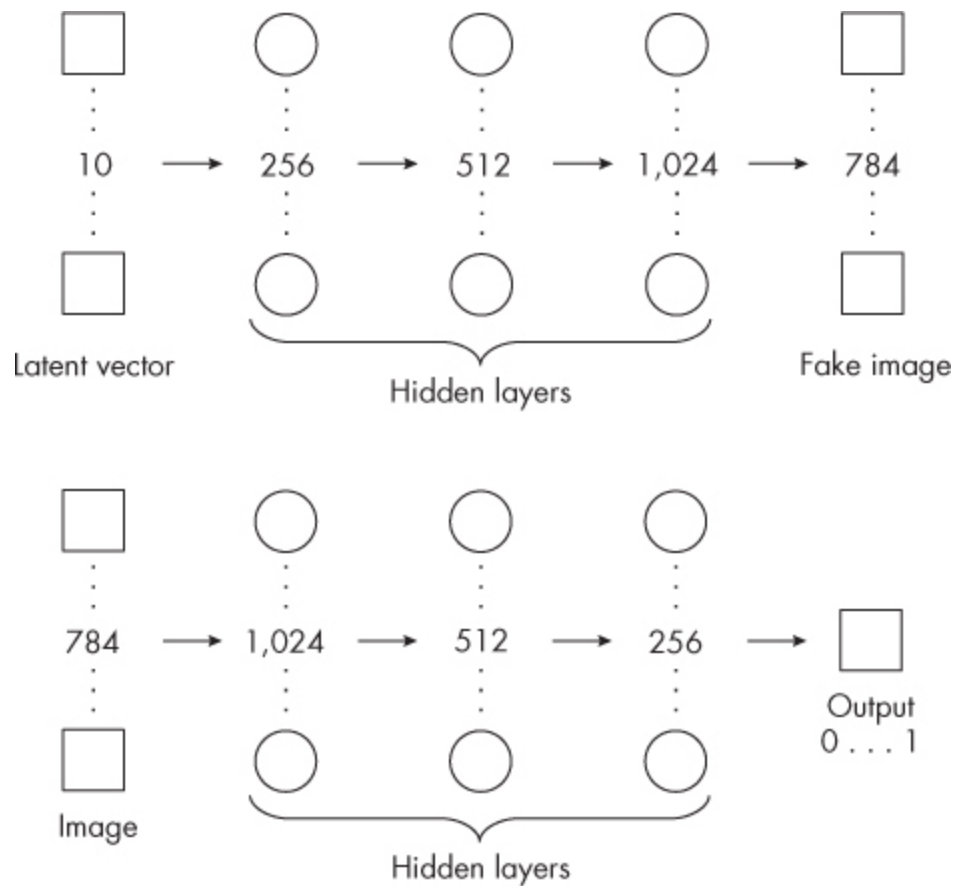 10 256 512 1,024 784
Latent vector Fake image
Hidden layers
784 1,024 512 256
Output
0 . . . 1
Image
Hidden layers